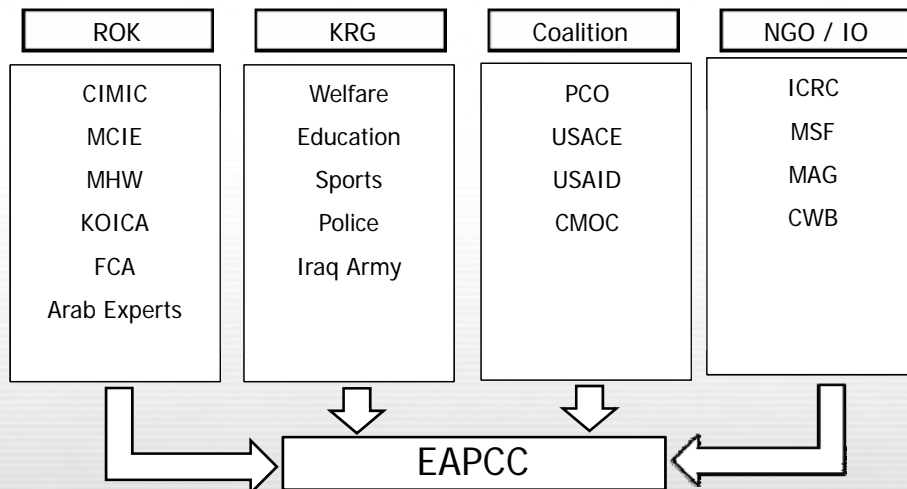 ROK
CIMIC
MCIE
MHW
KOICA
FCA
Arab Experts
KRG
Welfare
Education
Sports
Police
Iraq Army
Coalition
PCO
USACE
USAID
CMOC
NGO / IO
ICRC
MSF
MAG
CWB
EAPCC